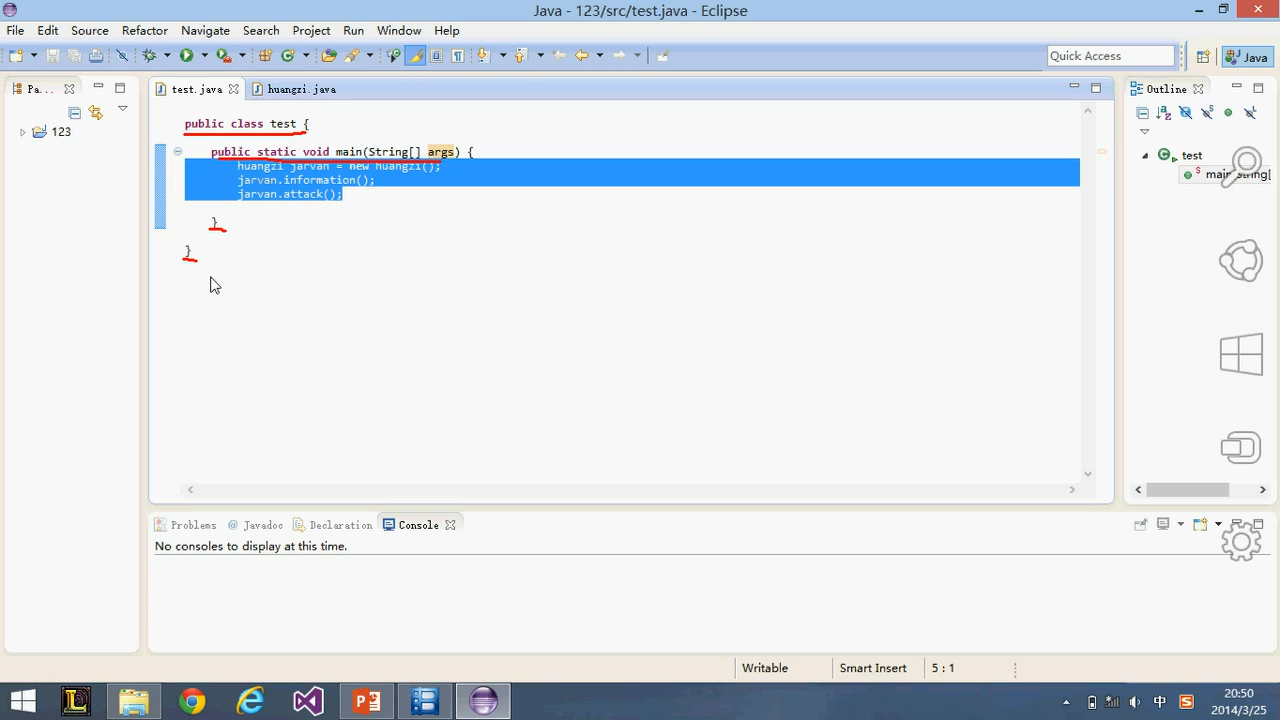 Java - 123/src/test.java - Eclipse
File Edit Source Refactor Navigate Search Project Run Window Help
Quick Access
Java
Pa...
test.java
huangzi.java
Outline
123
public class test {
public static void main(String[] args) {
huangzi jarvan = new huangzi();
jarvan.information();
jarvan.attack();
}
}
test
main(String[
Problems @ Javadoc Declaration Console
No consoles to display at this time.
Writable
Smart Insert
5 : 1
中
20:50
2014/3/25